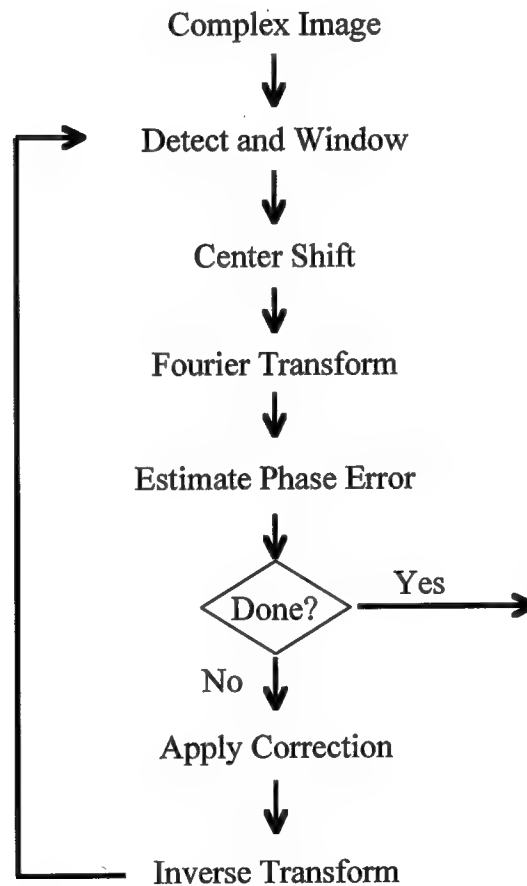 Complex Image
Detect and Window
Center Shift
Fourier Transform
Estimate Phase Error
Done?
Yes
No
Apply Correction
Inverse Transform